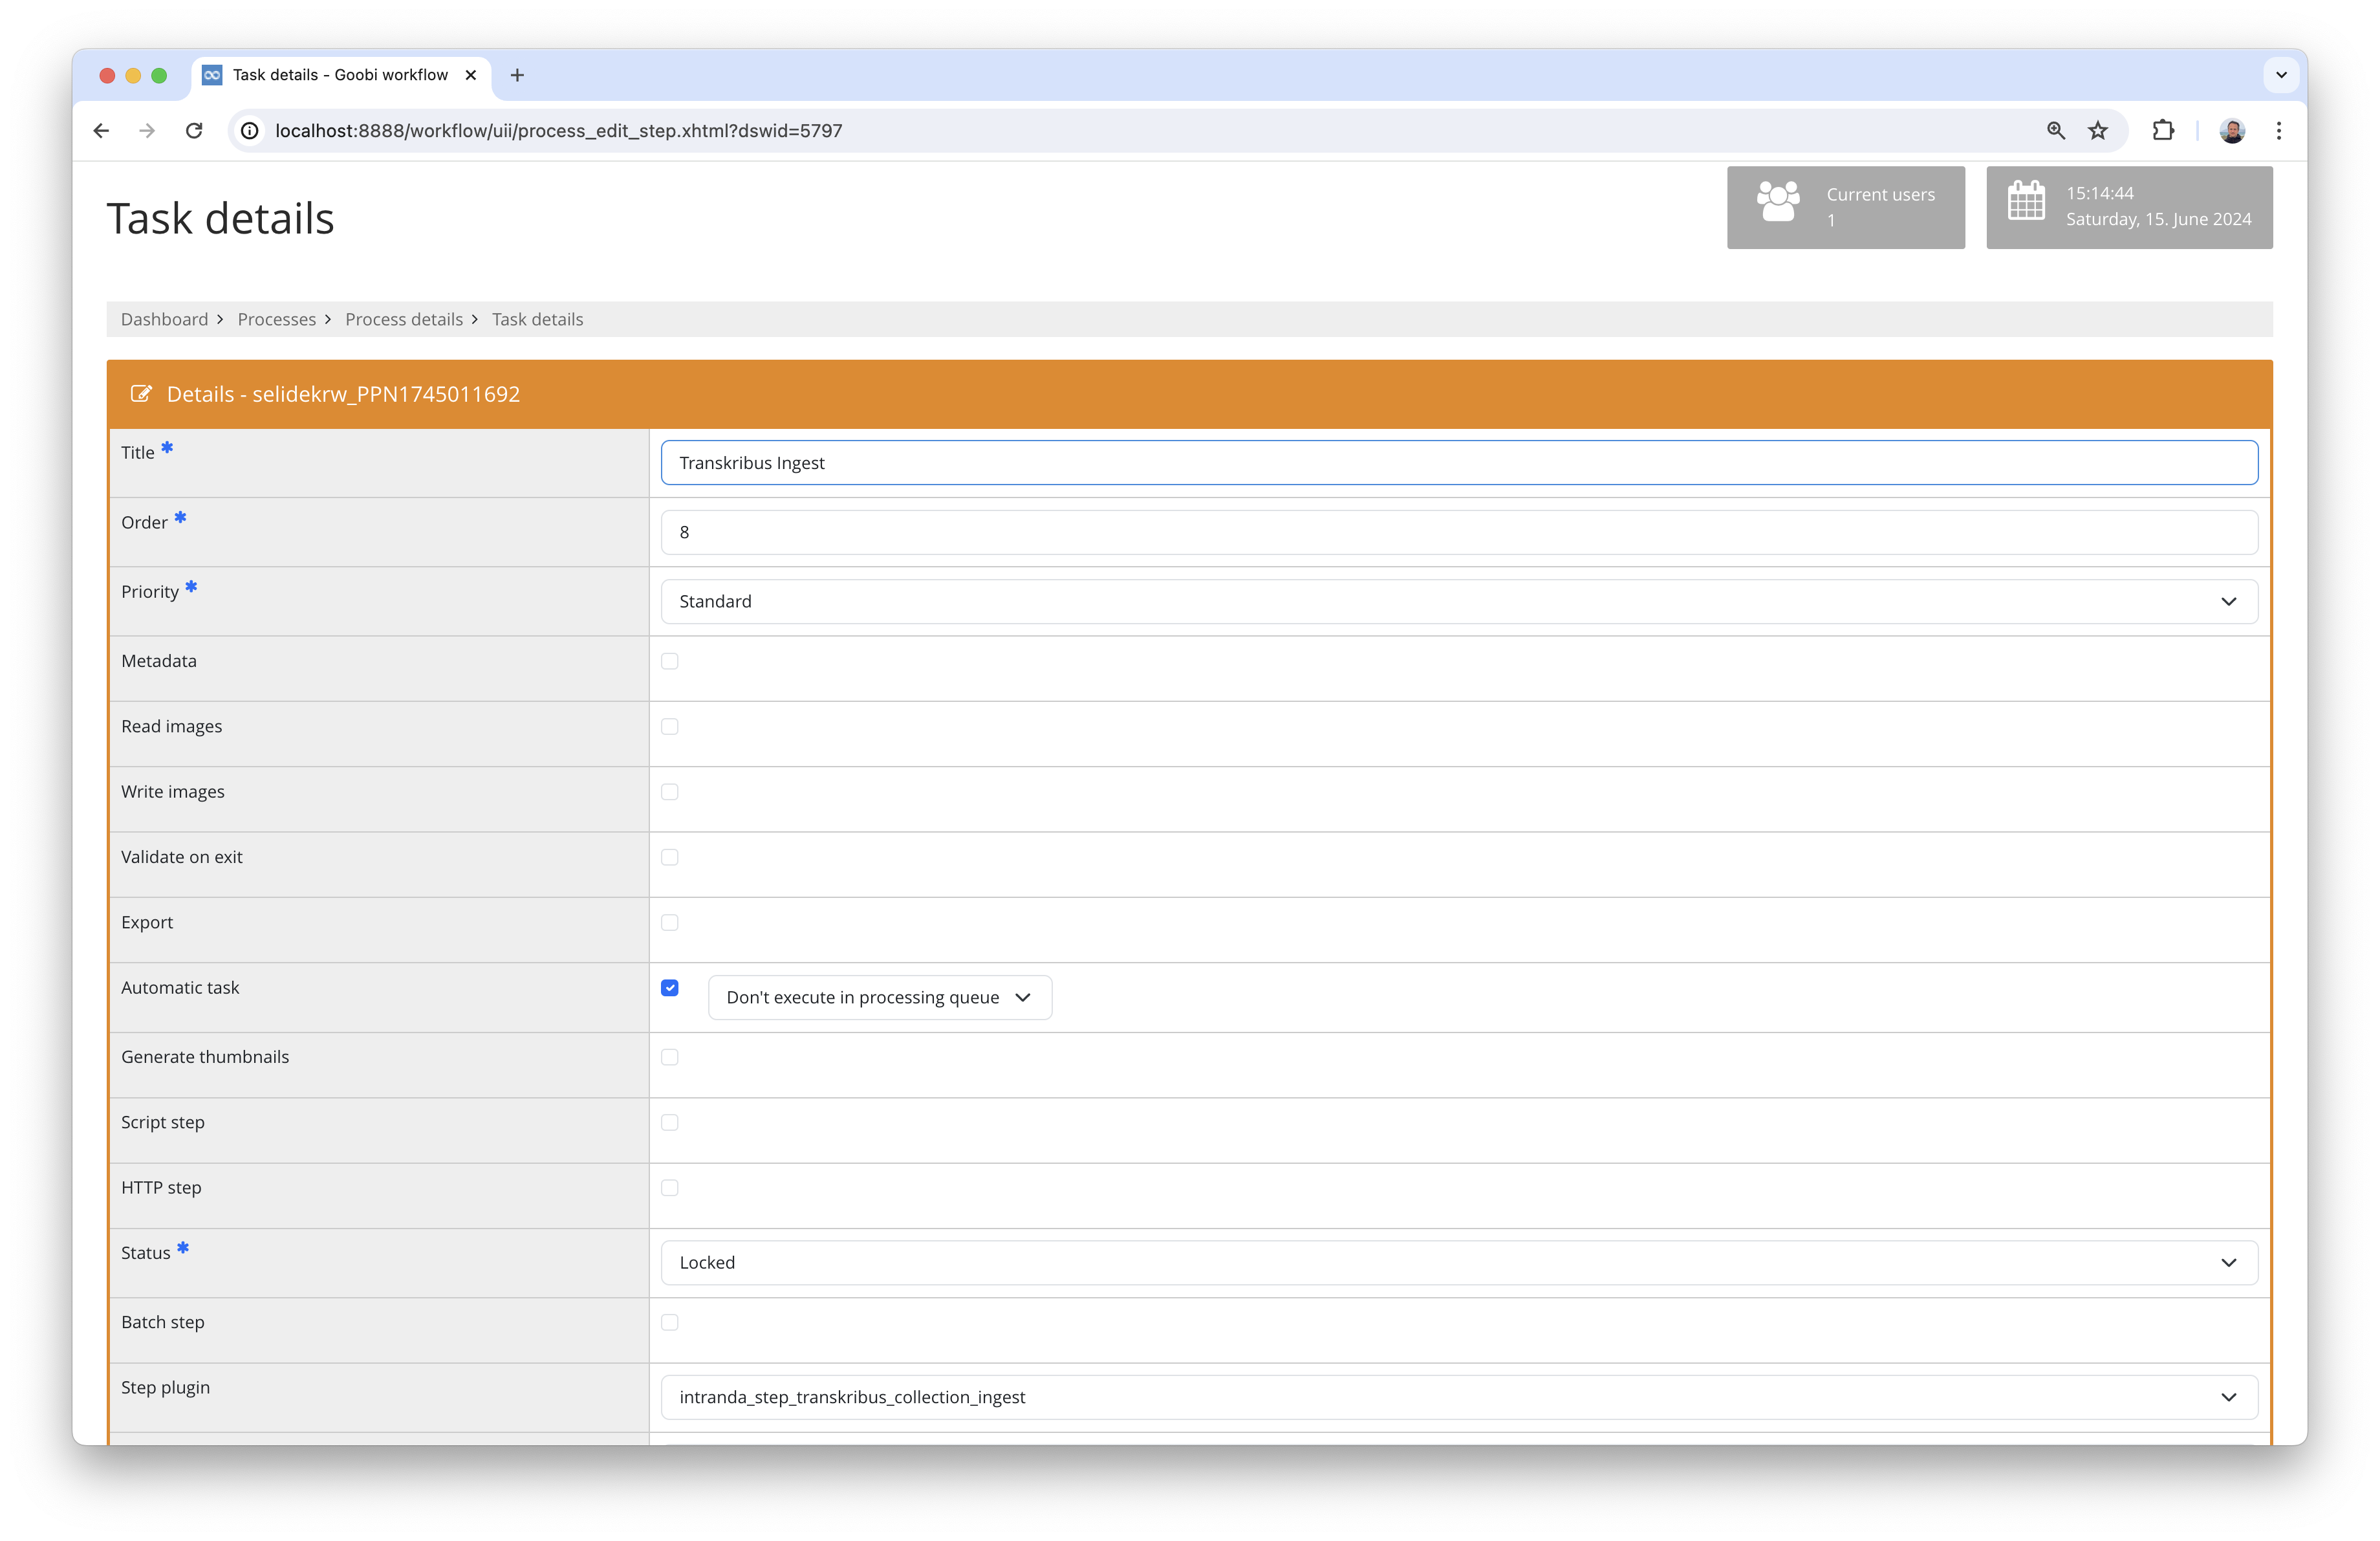 Task details - Goobi workflow
localhost:8888/workflow/uii/process_edit_step.xhtml?dswid=5797
Task details
Current users
1
15:14:44
Saturday, 15. June 2024
Dashboard > Processes > Process details > Task details
Details - selidekrw_PPN1745011692
Title * Transkribus Ingest
Order * 8
Priority * Standard
Metadata
Read images
Write images
Validate on exit
Export
Automatic task Don't execute in processing queue
Generate thumbnails
Script step
HTTP step
Status * Locked
Batch step
Step plugin intranda_step_transkribus_collection_ingest